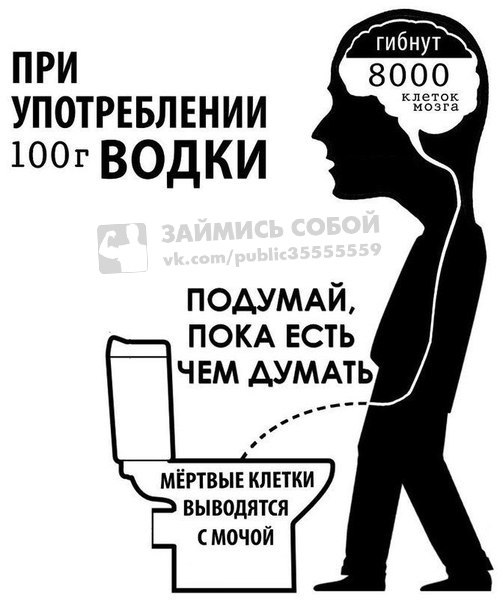 ПРИ
УПОТРЕБЛЕНИИ
100г ВОДКИ
гибнут
8000
клеток
мозга
ЗАЙМИСЬ СОБОЙ
vk.com/public35555559
ПОДУМАЙ,
ПОКА ЕСТЬ
ЧЕМ ДУМАТЬ
МЁРТВЫЕ КЛЕТКИ
ВЫВОДЯТСЯ
С МОЧОЙ